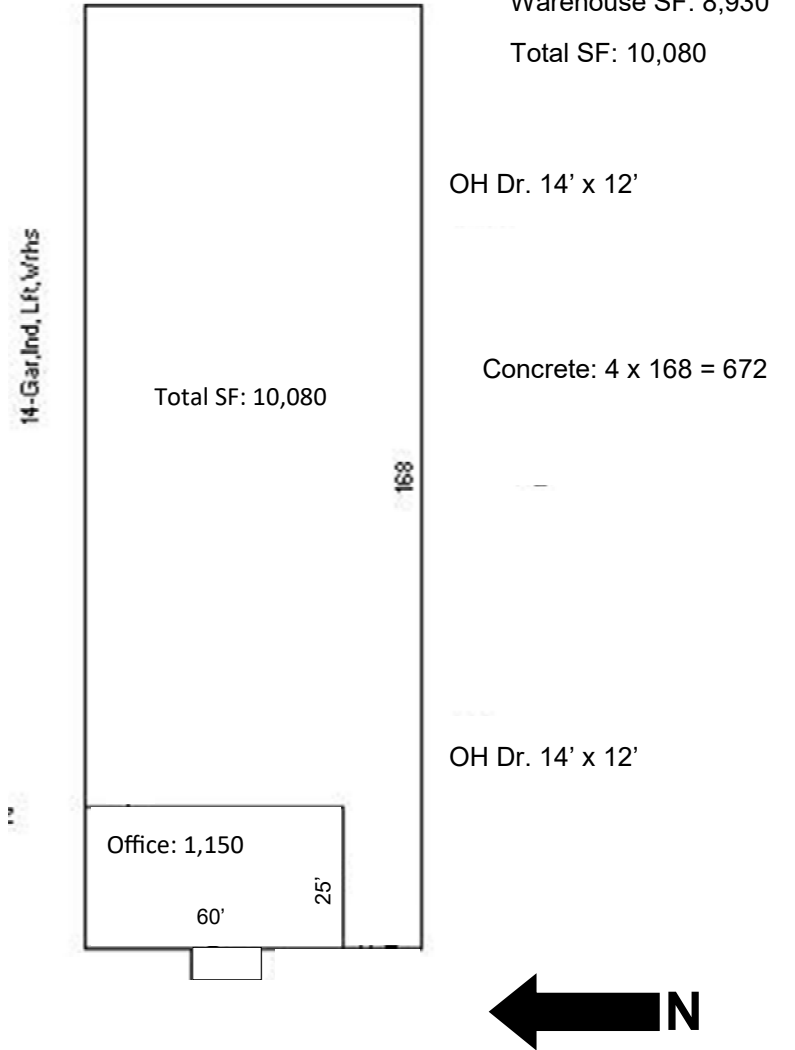 Warehouse SF: 8,930
Total SF: 10,080
OH Dr. 14’ x 12’
14-Gar,Ind, Lft,Wrhs
Concrete: 4 x 168 = 672
Total SF: 10,080
168
OH Dr. 14’ x 12’
Office: 1,150
25’
60’
N